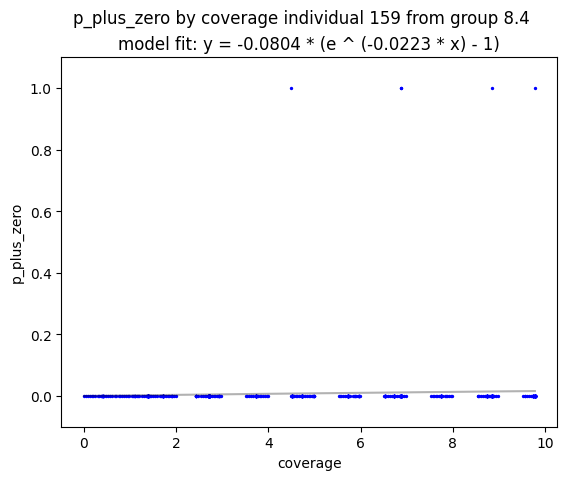 p_plus_zero by coverage individual 159 from group 8.4
model fit: y = -0.0804 * (e ^ (-0.0223 * x) - 1)
1.0
0.8
0.6
0.4
0.2
0.0
p_plus_zero
0 2 4 6 8 10
coverage